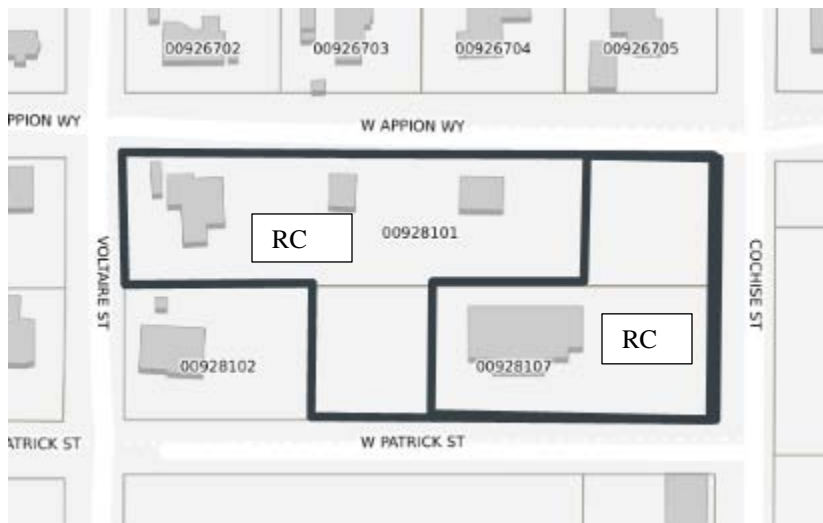 00926702
00926703
00926704
00926705
PPION WY
W APPION WY
RC
00928101
VOLTAIRE ST
COCHISE ST
RC
00928102
00928107
ATRICK ST
W PATRICK ST